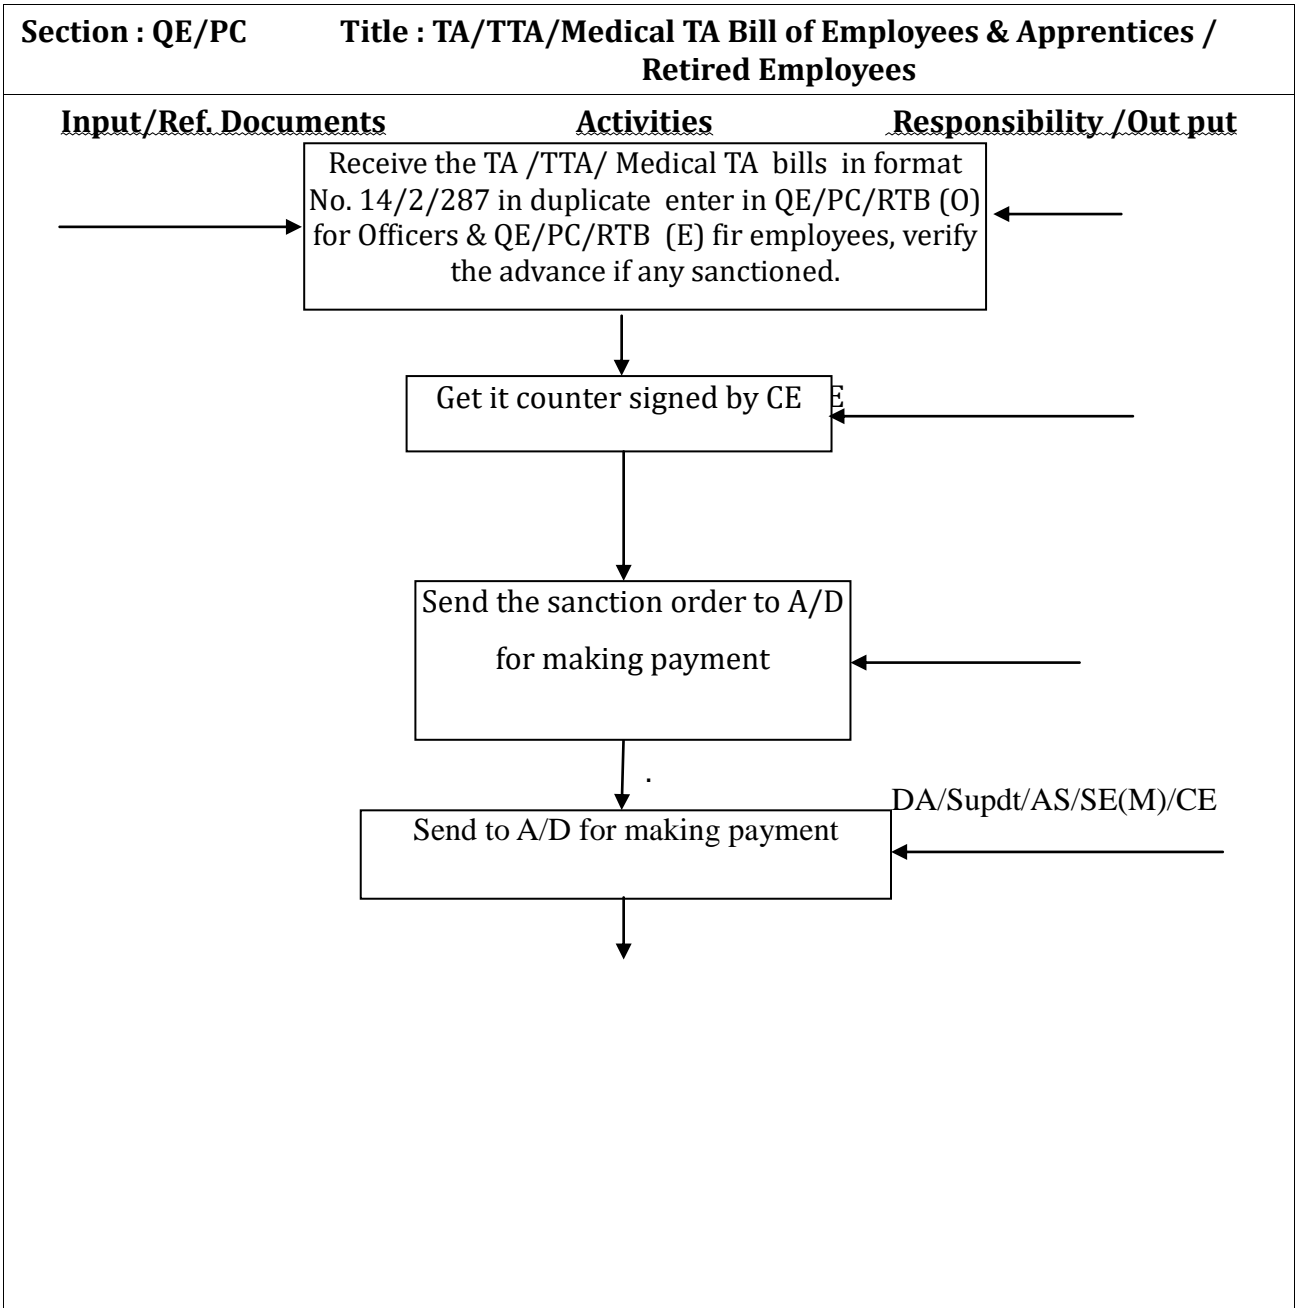 Section : QE/PC Title : TA/TTA/Medical TA Bill of Employees & Apprentices /
Retired Employees
Input/Ref. Documents Activities Responsibility /Out put
Receive the TA /TTA/ Medical TA bills in format
No. 14/2/287 in duplicate enter in QE/PC/RTB (O)
for Officers & QE/PC/RTB (E) fir employees, verify
the advance if any sanctioned.
Get it counter signed by CE E
Send the sanction order to A/D
for making payment
.
DA/Supdt/AS/SE(M)/CE
Send to A/D for making payment